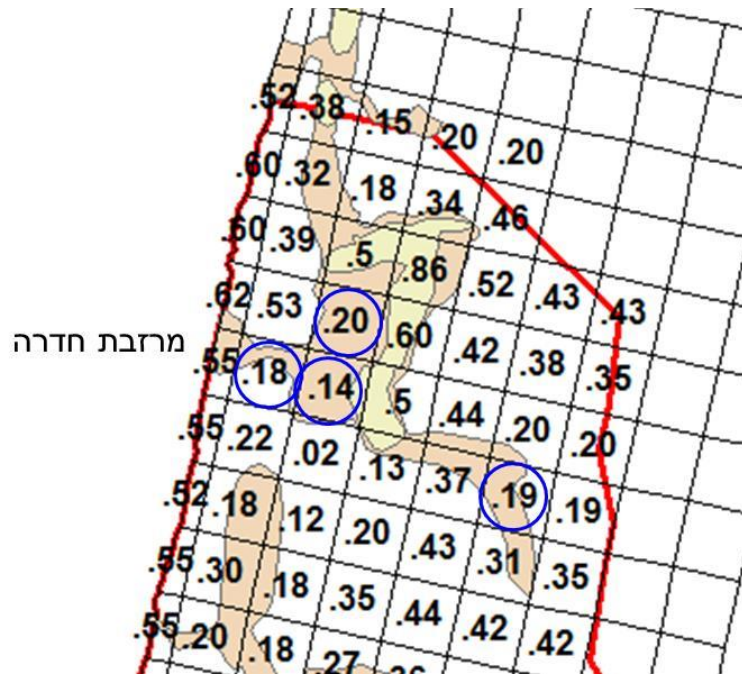 .52 .38 .15 .20 .20
.60 .32 .18 .34 .46
.60 .39 .5 .86 .52 .43 .43
.62 .53 .20 .60 .42 .38 .35
מרזבת חדרה
.55 .18 .14 .5 .44 .20 .20
.55 .22 .02 .13 .37 .19 .19
.52 .18 .12 .20 .43 .31 .35
.55 .30 .18 .35 .44 .42 .42
.55 .20 .18 .27